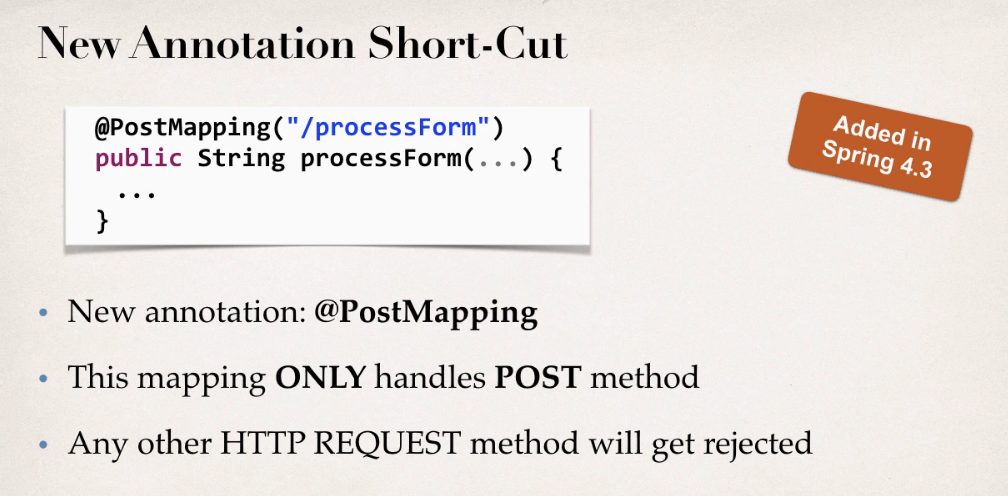 New Annotation Short-Cut
@PostMapping("/processForm")
public String processForm(...) {
...
}
Added in
Spring 4.3
• New annotation: @PostMapping
• This mapping ONLY handles POST method
• Any other HTTP REQUEST method will get rejected